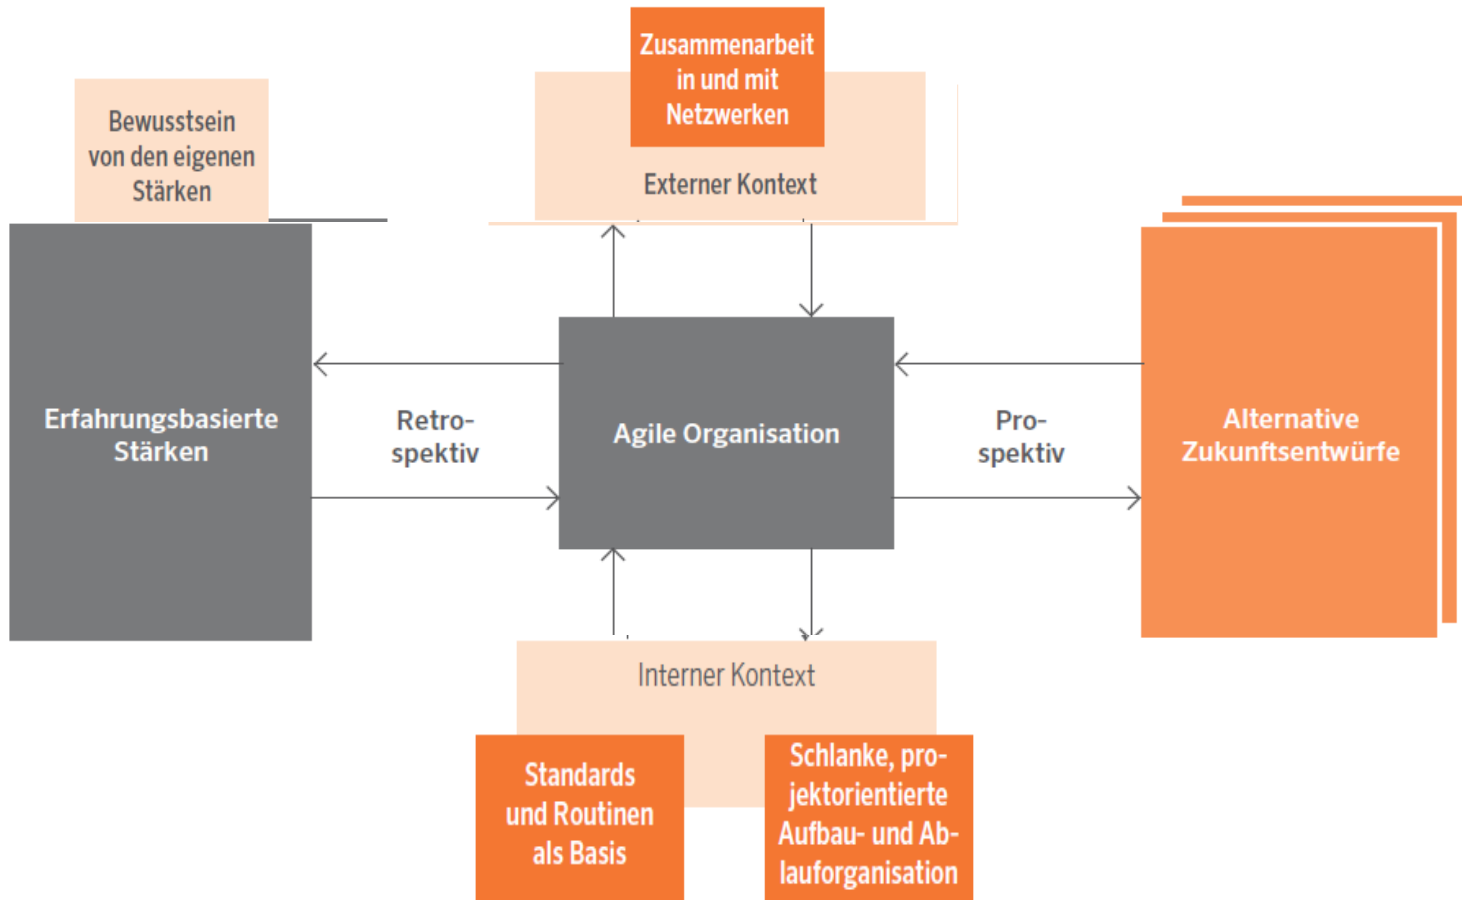 Zusammenarbeit
in und mit
Netzwerken
Bewusstsein
von den eigenen
Stärken
Externer Kontext
Erfahrungsbasierte
Stärken
Retro-
spektiv
Agile Organisation
Pro-
spektiv
Alternative
Zukunftsentwürfe
Interner Kontext
Standards
und Routinen
als Basis
Schlanke, pro-
jektorientierte
Aufbau- und Ab-
lauforganisation